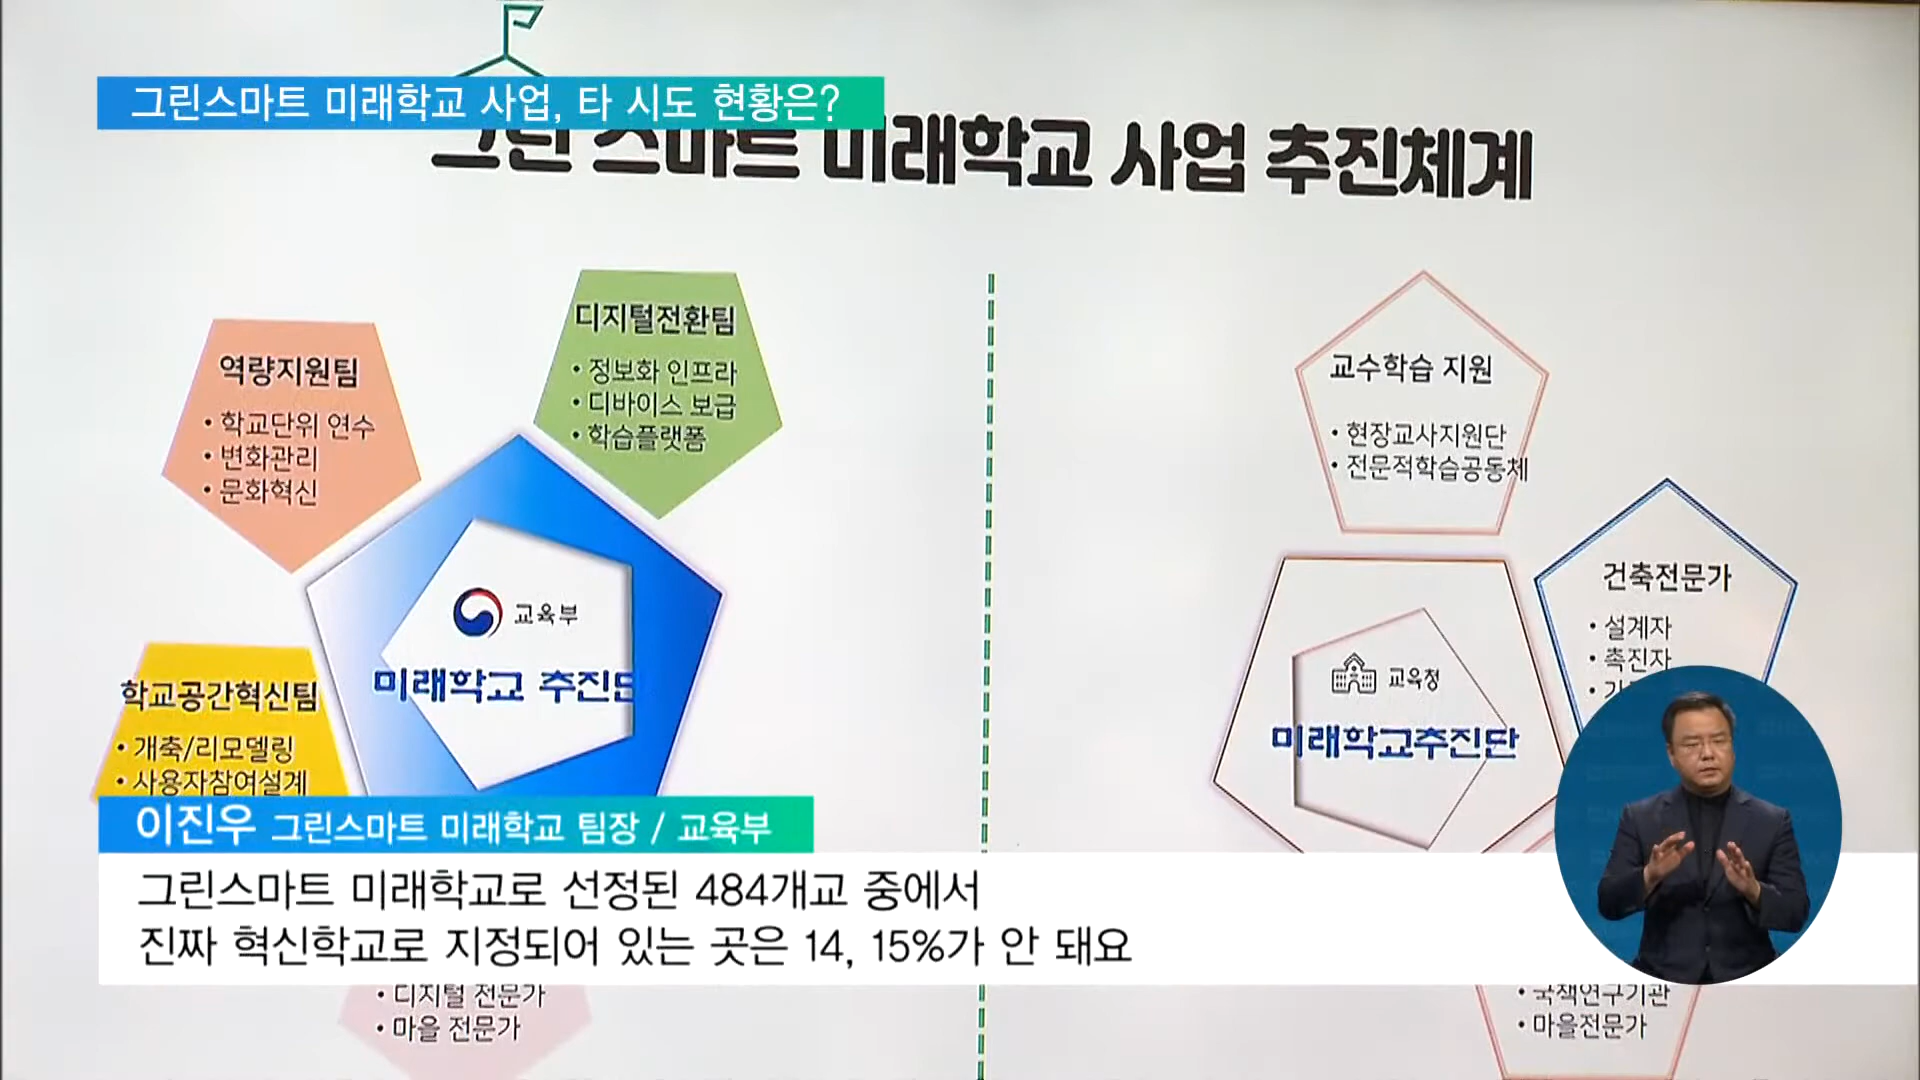 그린스마트 미래학교 사업, 타 시도 현황은?
그린 스마트 미래학교 사업 추진체계
역량지원팀
• 학교단위 연수
• 변화관리
• 문화혁신
디지털전환팀
• 정보화 인프라
• 디바이스 보급
• 학습플랫폼
학교공간혁신팀
• 개축/리모델링
• 사용자참여설계
교육부
미래학교 추진단
교수학습 지원
• 현장교사지원단
• 전문적학습공동체
건축전문가
• 설계자
• 촉진자
교육청
미래학교추진단
이진우 그린스마트 미래학교 팀장 / 교육부
그린스마트 미래학교로 선정된 484개교 중에서
진짜 혁신학교로 지정되어 있는 곳은 14, 15%가 안 돼요
• 디지털 전문가
• 마을 전문가
• 국책연구기관
• 마을전문가